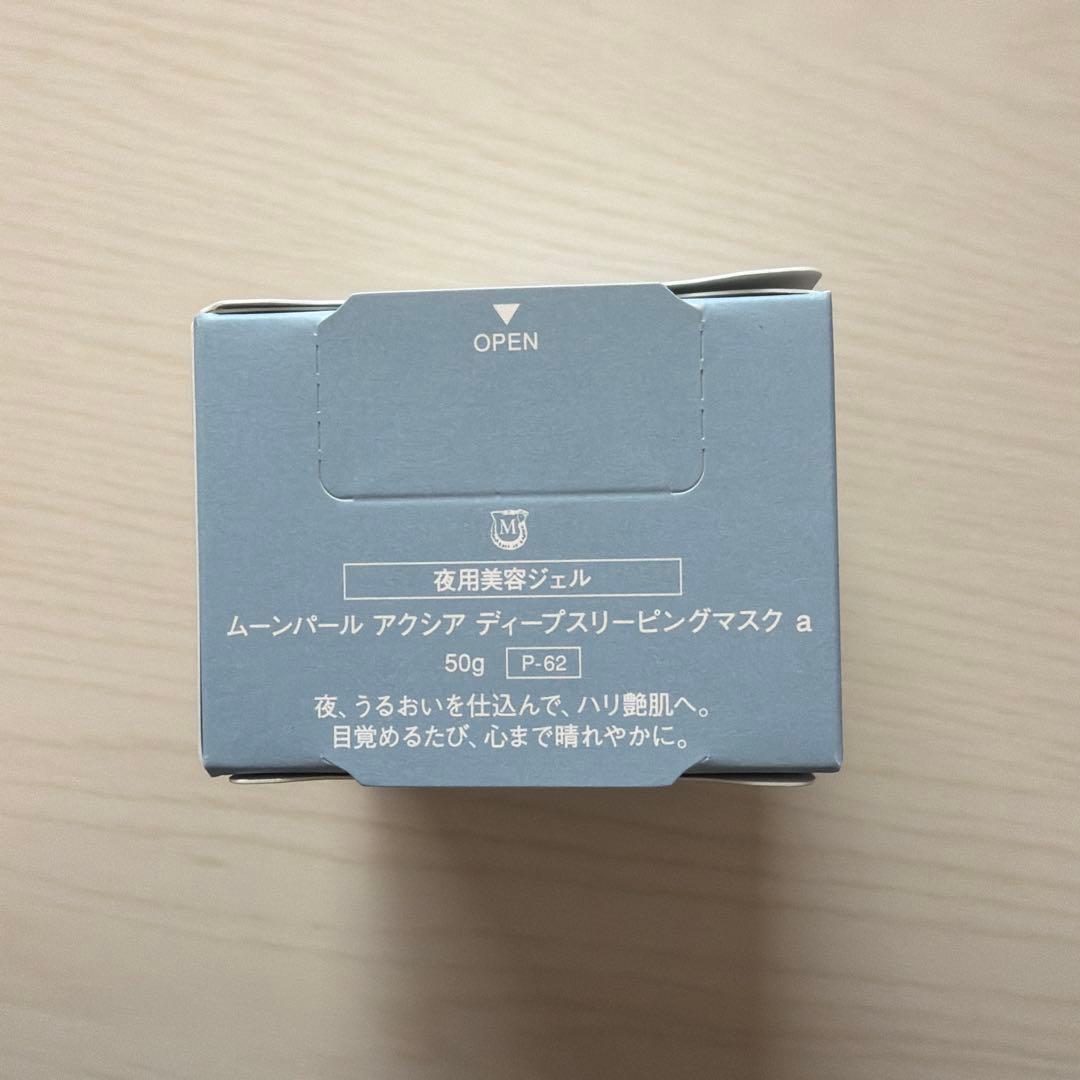 ▼
OPEN
M
夜用美容ジェル
ムーンパール アクシア ディープスリーピングマスク a
50g P-62
夜、うるおいを仕込んで、ハリ艶肌へ。
目覚めるたび、心まで晴れやかに。